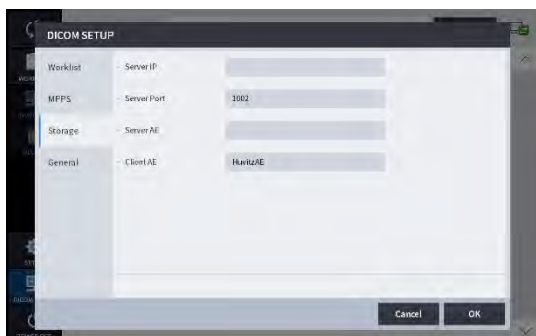 DICOM SETUP
Worklist
- Server IP
MPPS
- Server Port
1002
Storage
- Server AE
General
- Client AE
HuvitzAE
Cancel
OK